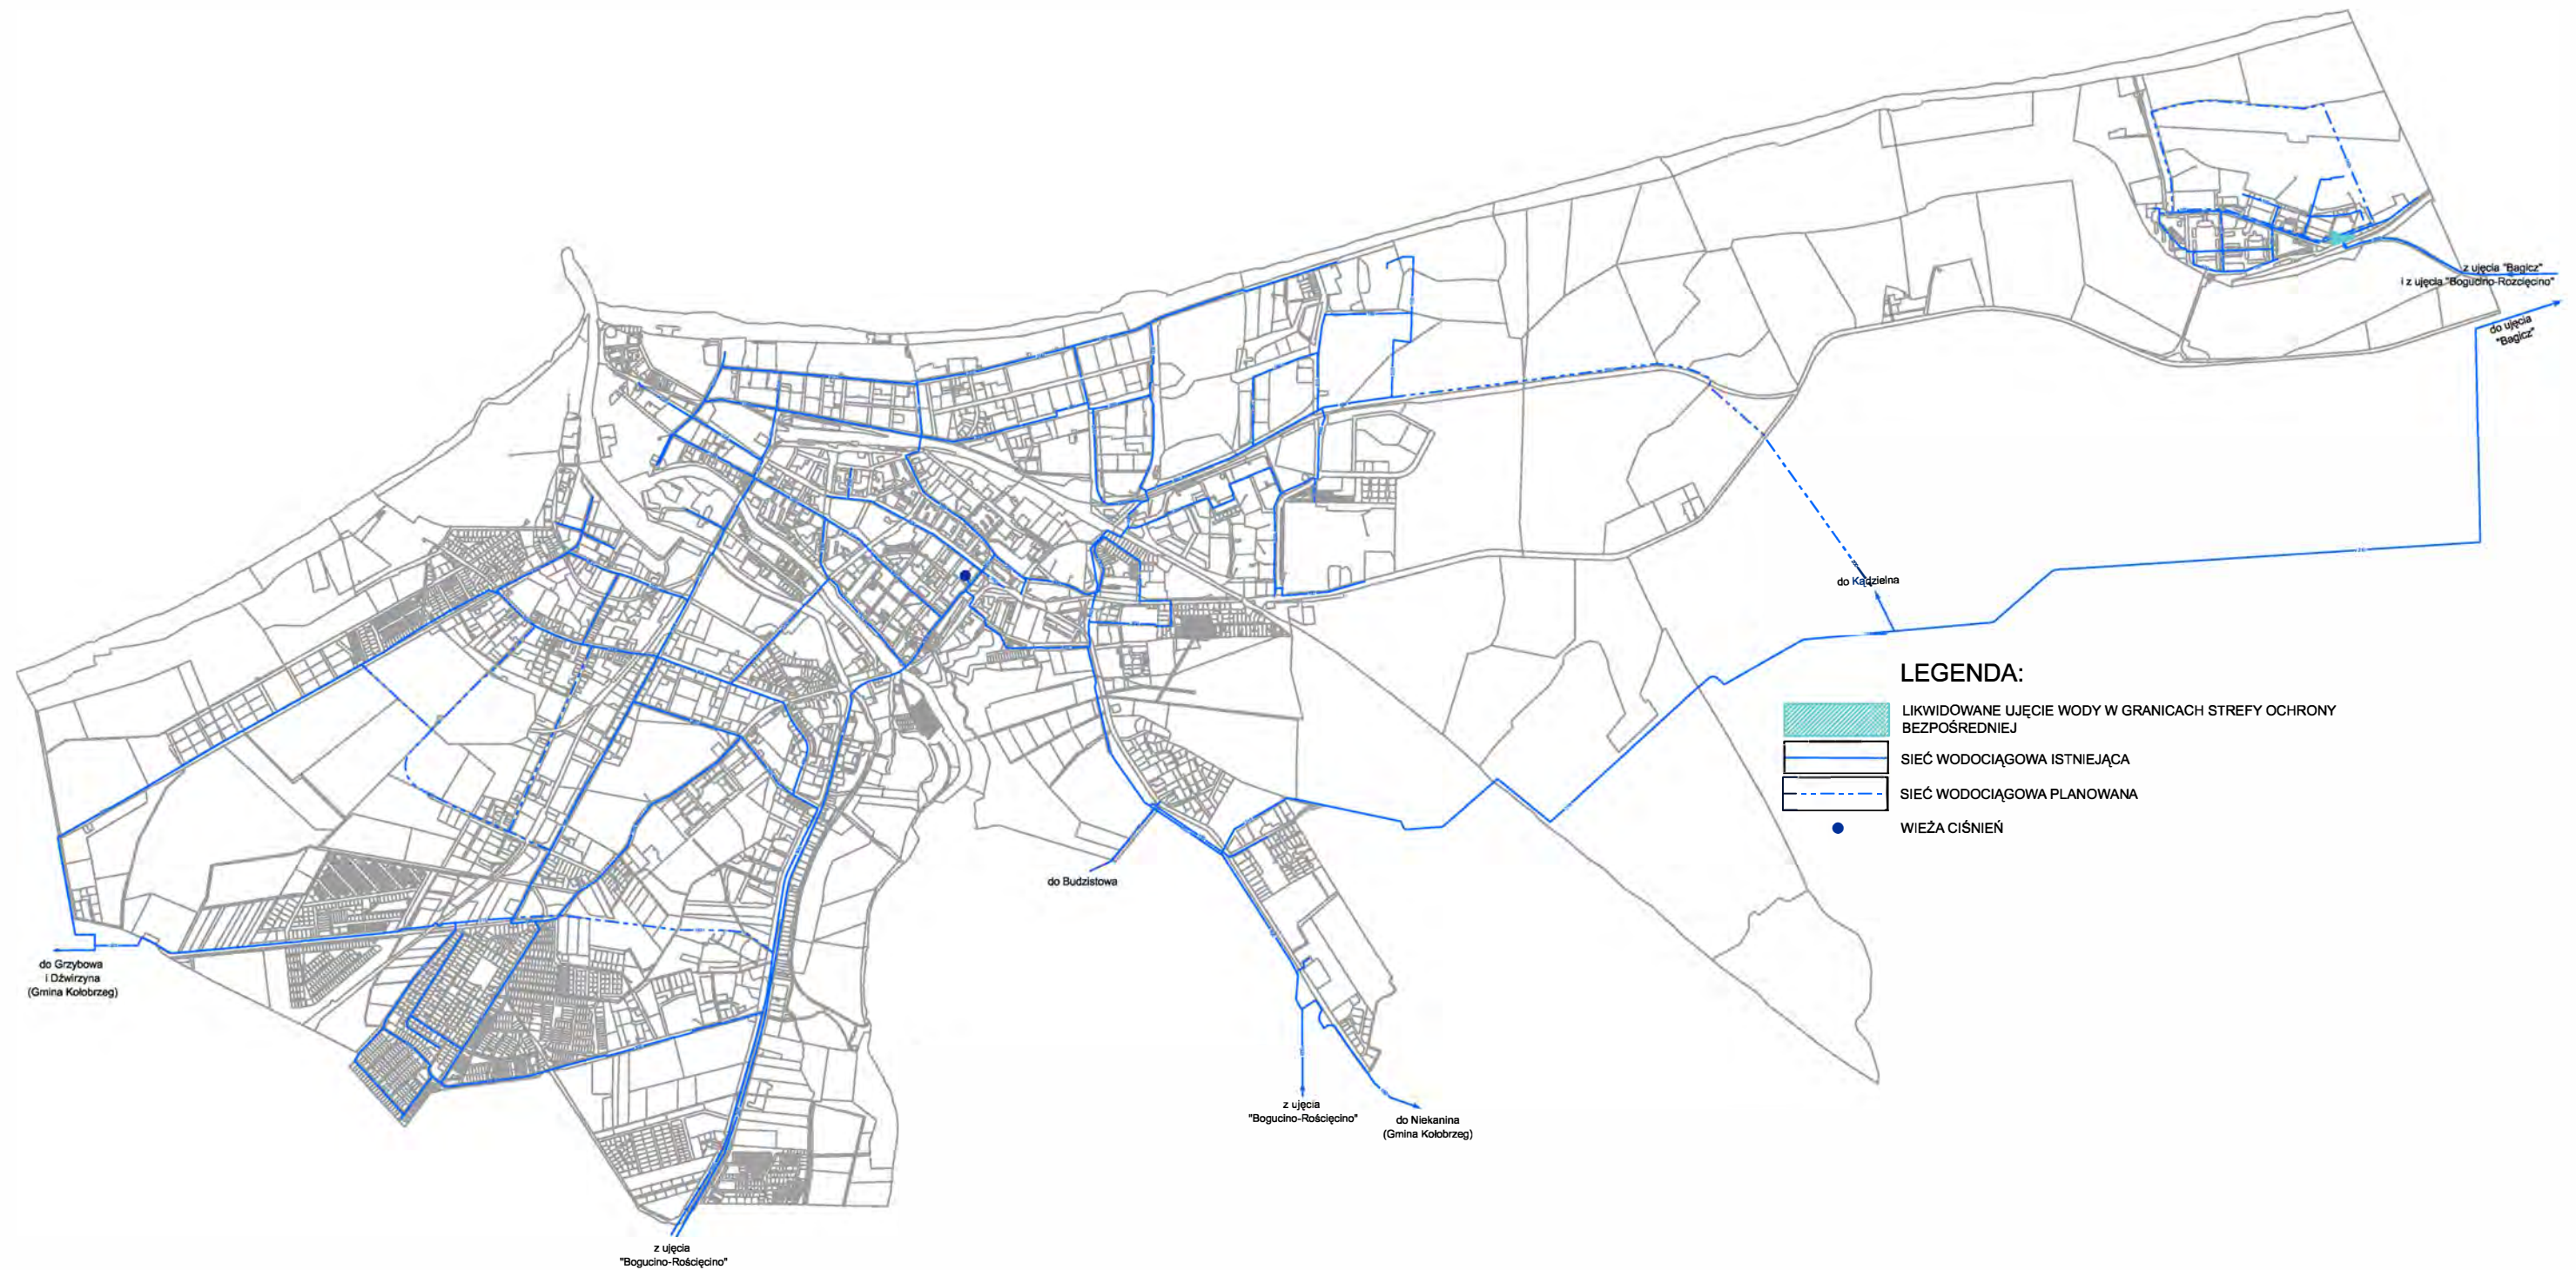 z ujęcia "Bagicz"
i z ujęcia "Bogucino-Rozcięcino"
do ujęcia
"Bagicz"
do Kądzielna
LEGENDA:
LIKWIDOWANE UJĘCIE WODY W GRANICACH STREFY OCHRONY
BEZPOŚREDNIEJ
SIEĆ WODOCIĄGOWA ISTNIEJĄCA
SIEĆ WODOCIĄGOWA PLANOWANA
WIEŻA CIŚNIEŃ
do Budzistowa
do Grzybowa
i Dźwirzyna
(Gmina Kołobrzeg)
z ujęcia
"Bogucino-Rościęcino"
do Niekanina
(Gmina Kołobrzeg)
z ujęcia
"Bogucino-Rościęcino"